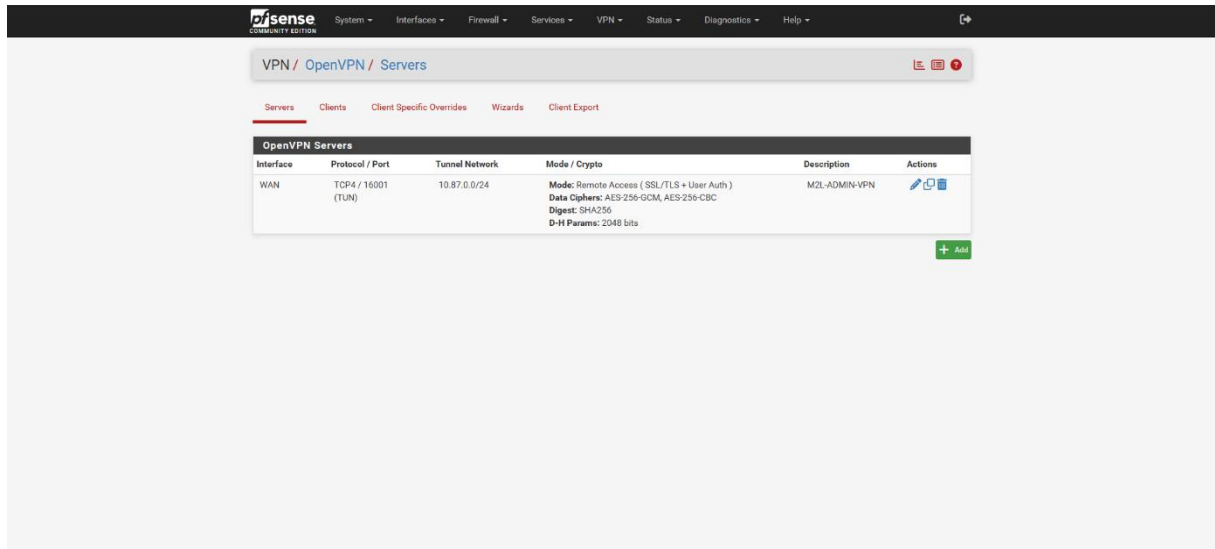 pfsense System Interfaces Firewall Services VPN Status Diagnostics Help
COMMUNITY EDITION
VPN / OpenVPN / Servers
Servers Clients Client Specific Overrides Wizards Client Export
OpenVPN Servers
Interface Protocol / Port Tunnel Network Mode / Crypto Description Actions
WAN TCP4 / 16001 10.87.0.0/24 Mode: Remote Access ( SSL/TLS + User Auth ) M2L-ADMIN-VPN
(TUN) Data Ciphers: AES-256-GCM, AES-256-CBC
Digest: SHA256
D-H Params: 2048 bits
+ Add